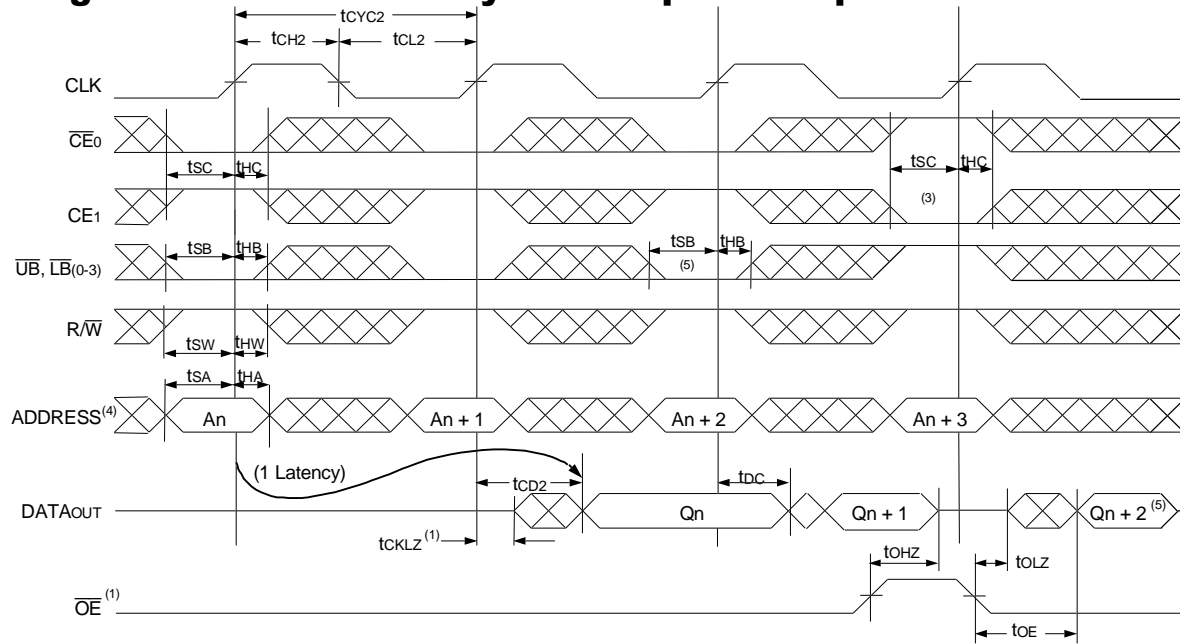 tCYC2
tCH2 tCL2
CLK
CE0
tSC tHC tSC tHC
(3)
CE1
tSB tHB tSB tHB
(5)
UB, LB(0-3)
R/W
tSW tHW
tSA tHA
ADDRESS(4) An An + 1 An + 2 An + 3
(1 Latency)
tCD2 tDC
DATAOUT Qn Qn + 1 Qn + 2 (5)
tCKLZ (1)
tOHZ tOLZ
OE (1)
tOE